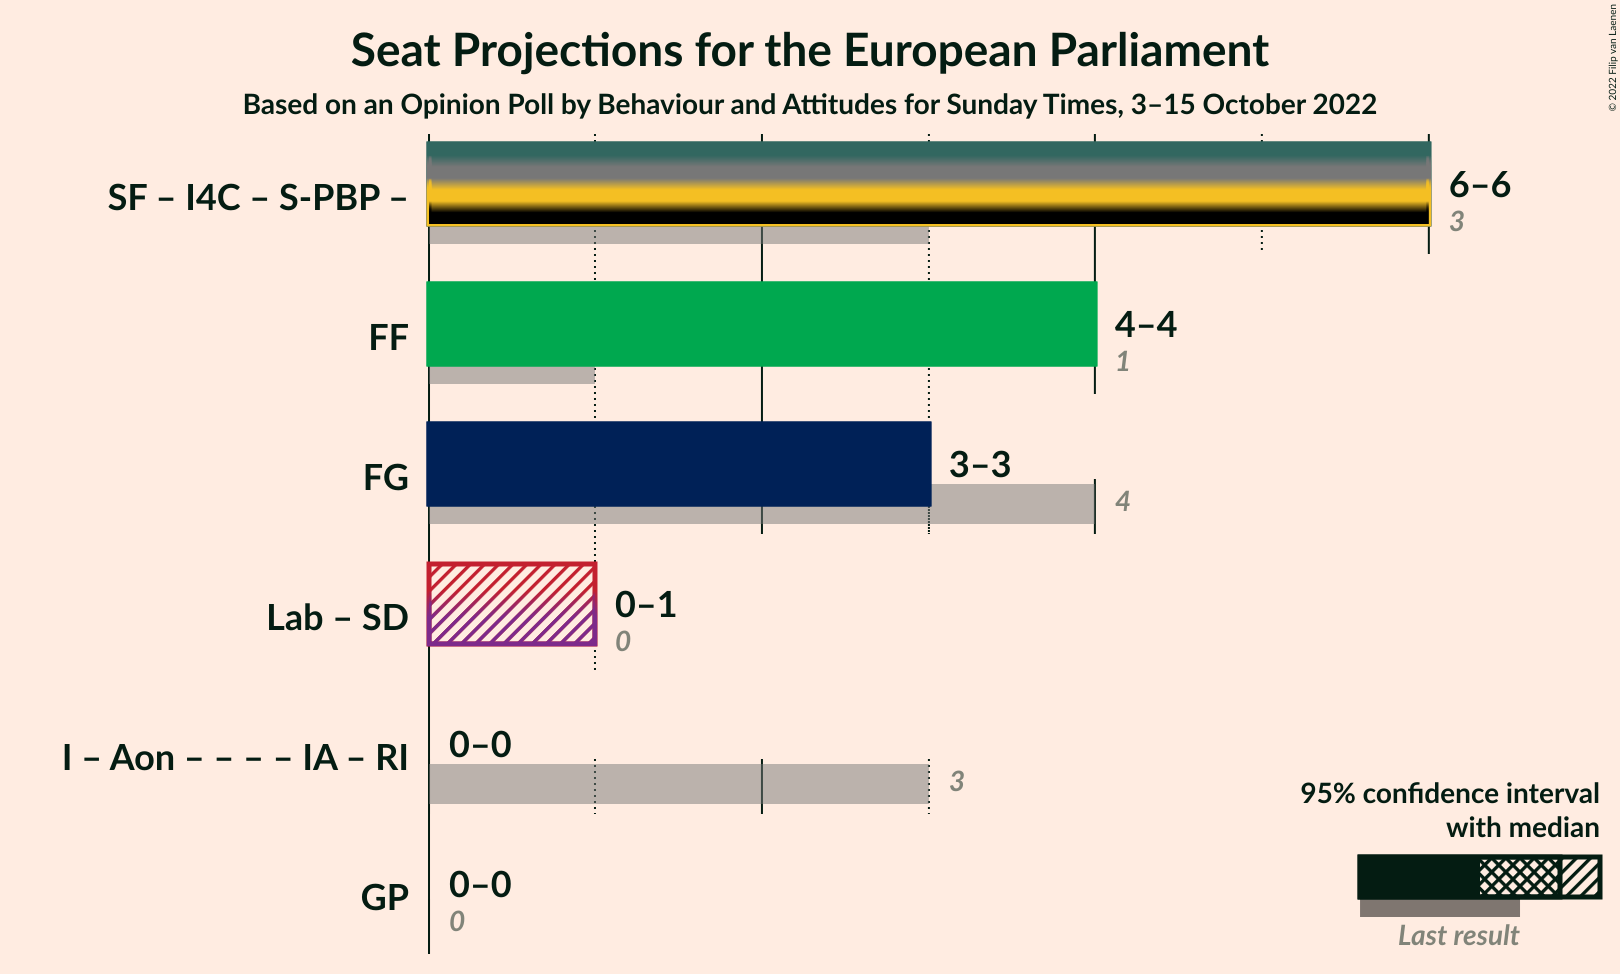 Seat Projections for the European Parliament
Based on an Opinion Poll by Behaviour and Attitudes for Sunday Times, 3–15 October 2022
© 2022 Filip van Laenen
SF – I4C – S-PBP –
6–6
3
FF
4–4
1
FG
3–3
4
Lab – SD
0–1
0
I – Aon – – – – IA – RI
0–0
3
GP
0–0
0
95% confidence interval
with median
Last result